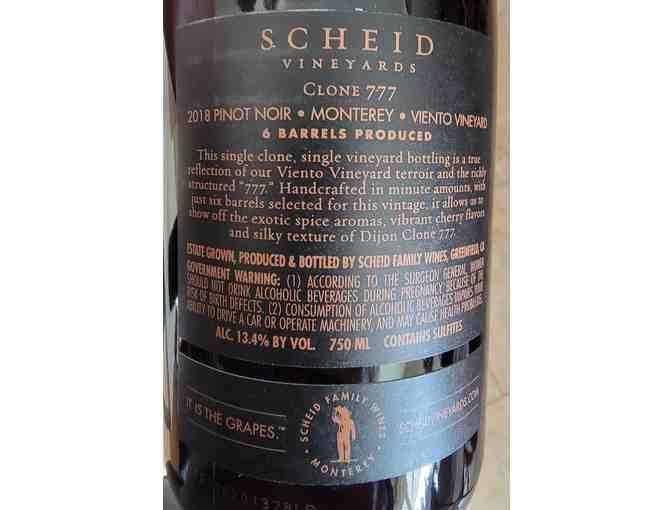 SCHEID
VINEYARDS
CLONE 777
2018 PINOT NOIR • MONTEREY • VIENTO VINEYARD
6 BARRELS PRODUCED
This single clone, single vineyard bottling is a true
reflection of our Viento Vineyard terroir and the richly
structured "777." Handcrafted in minute amounts, with
just six barrels selected for this vintage, it allows us to
show off the exotic spice aromas, vibrant cherry flavors
and silky texture of Dijon Clone 777.
ESTATE GROWN, PRODUCED & BOTTLED BY SCHEID FAMILY WINES, GREENFIELD, CA
GOVERNMENT WARNING: (1) ACCORDING TO THE SURGEON GENERAL, WOMEN
SHOULD NOT DRINK ALCOHOLIC BEVERAGES DURING PREGNANCY BECAUSE OF THE
RISK OF BIRTH DEFECTS. (2) CONSUMPTION OF ALCOHOLIC BEVERAGES IMPAIRS YOUR
ABILITY TO DRIVE A CAR OR OPERATE MACHINERY, AND MAY CAUSE HEALTH PROBLEMS.
ALC. 13.4% BY VOL. 750 ML CONTAINS SULFITES
IT IS THE GRAPES.™
SCHEID FAMILY WINES
MONTEREY
SCHEIDVINEYARDS.COM